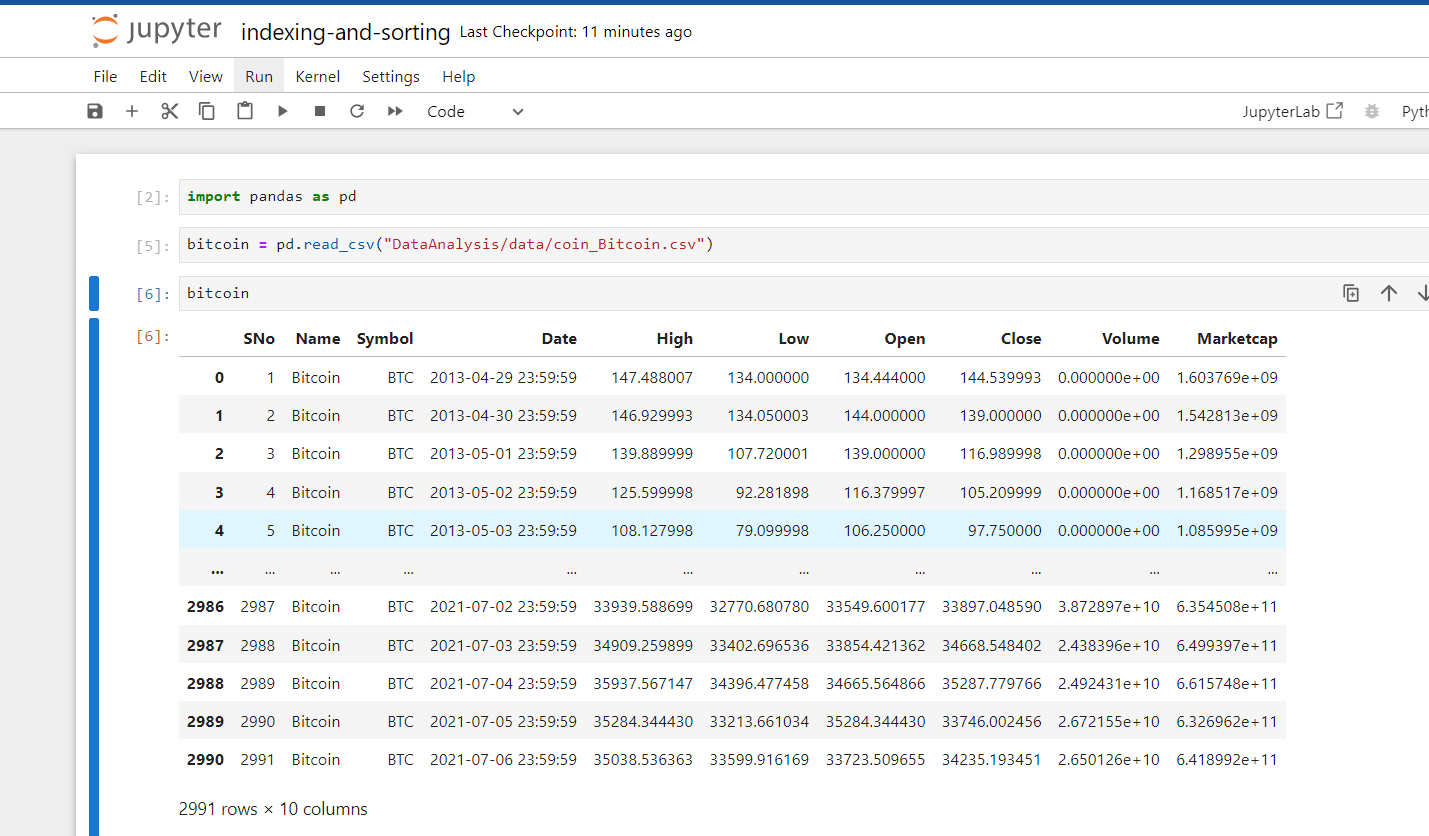 jupyter indexing-and-sorting Last Checkpoint: 11 minutes ago
File Edit View Run Kernel Settings Help
Code JupyterLab Pyth
[2]: import pandas as pd
[5]: bitcoin = pd.read_csv("DataAnalysis/data/coin_Bitcoin.csv")
[6]: bitcoin
[6]: SNo Name Symbol Date High Low Open Close Volume Marketcap
0 1 Bitcoin BTC 2013-04-29 23:59:59 147.488007 134.000000 134.444000 144.539993 0.000000e+00 1.603769e+09
1 2 Bitcoin BTC 2013-04-30 23:59:59 146.929993 134.050003 144.000000 139.000000 0.000000e+00 1.542813e+09
2 3 Bitcoin BTC 2013-05-01 23:59:59 139.889999 107.720001 139.000000 116.989998 0.000000e+00 1.298955e+09
3 4 Bitcoin BTC 2013-05-02 23:59:59 125.599998 92.281898 116.379997 105.209999 0.000000e+00 1.168517e+09
4 5 Bitcoin BTC 2013-05-03 23:59:59 108.127998 79.099998 106.250000 97.750000 0.000000e+00 1.085995e+09
... ... ... ... ... ... ... ... ... ... ...
2986 2987 Bitcoin BTC 2021-07-02 23:59:59 33939.588699 32770.680780 33549.600177 33897.048590 3.872897e+10 6.354508e+11
2987 2988 Bitcoin BTC 2021-07-03 23:59:59 34909.259899 33402.696536 33854.421362 34668.548402 2.438396e+10 6.499397e+11
2988 2989 Bitcoin BTC 2021-07-04 23:59:59 35937.567147 34396.477458 34665.564866 35287.779766 2.492431e+10 6.615748e+11
2989 2990 Bitcoin BTC 2021-07-05 23:59:59 35284.344430 33213.661034 35284.344430 33746.002456 2.672155e+10 6.326962e+11
2990 2991 Bitcoin BTC 2021-07-06 23:59:59 35038.536363 33599.916169 33723.509655 34235.193451 2.650126e+10 6.418992e+11
2991 rows × 10 columns